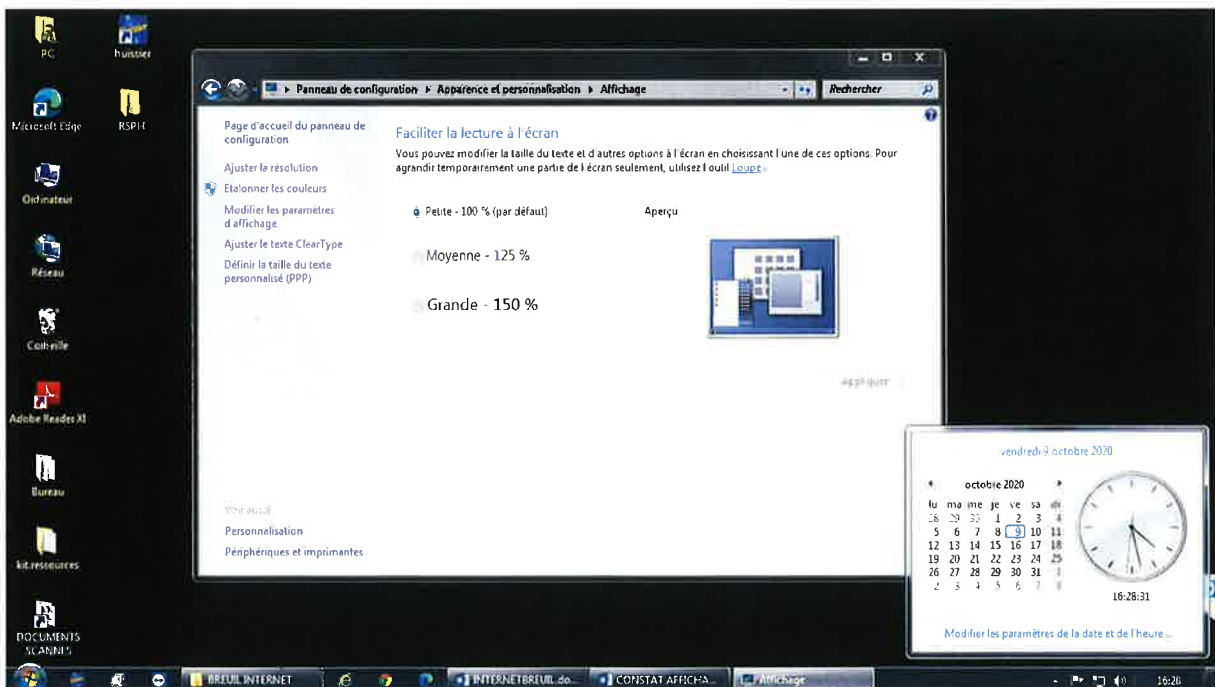 PC
huissier
Microsoft Edge
RSPH
Ordinateur
Réseau
Corbeille
Adobe Reader XI
Bureau
kit.ressources
DOCUMENTS
SCANNES
Panneau de configuration ▸ Apparence et personnalisation ▸ Affichage
Rechercher
Page d'accueil du panneau de
configuration
Ajuster la résolution
Etalonner les couleurs
Modifier les paramètres
d'affichage
Ajuster le texte ClearType
Définir la taille du texte
personnalisé (PPP)
Voir aussi
Personnalisation
Périphériques et imprimantes
Faciliter la lecture à l'écran
Vous pouvez modifier la taille du texte et d'autres options à l'écran en choisissant l'une de ces options. Pour
agrandir temporairement une partie de l'écran seulement, utilisez l'outil Loupe.
Petite - 100 % (par défaut)
Aperçu
Moyenne - 125 %
Grande - 150 %
Appliquer
vendredi 9 octobre 2020
octobre 2020
lu ma me je ve sa di
28 29 30 1 2 3 4
5 6 7 8 9 10 11
12 13 14 15 16 17 18
19 20 21 22 23 24 25
26 27 28 29 30 31 1
2 3 4 5 6 7 8
16:28:31
Modifier les paramètres de la date et de l'heure...
BREUIL INTERNET
INTERNETBREUIL.do...
CONSTAT AFFICHA...
Affichage
16:28